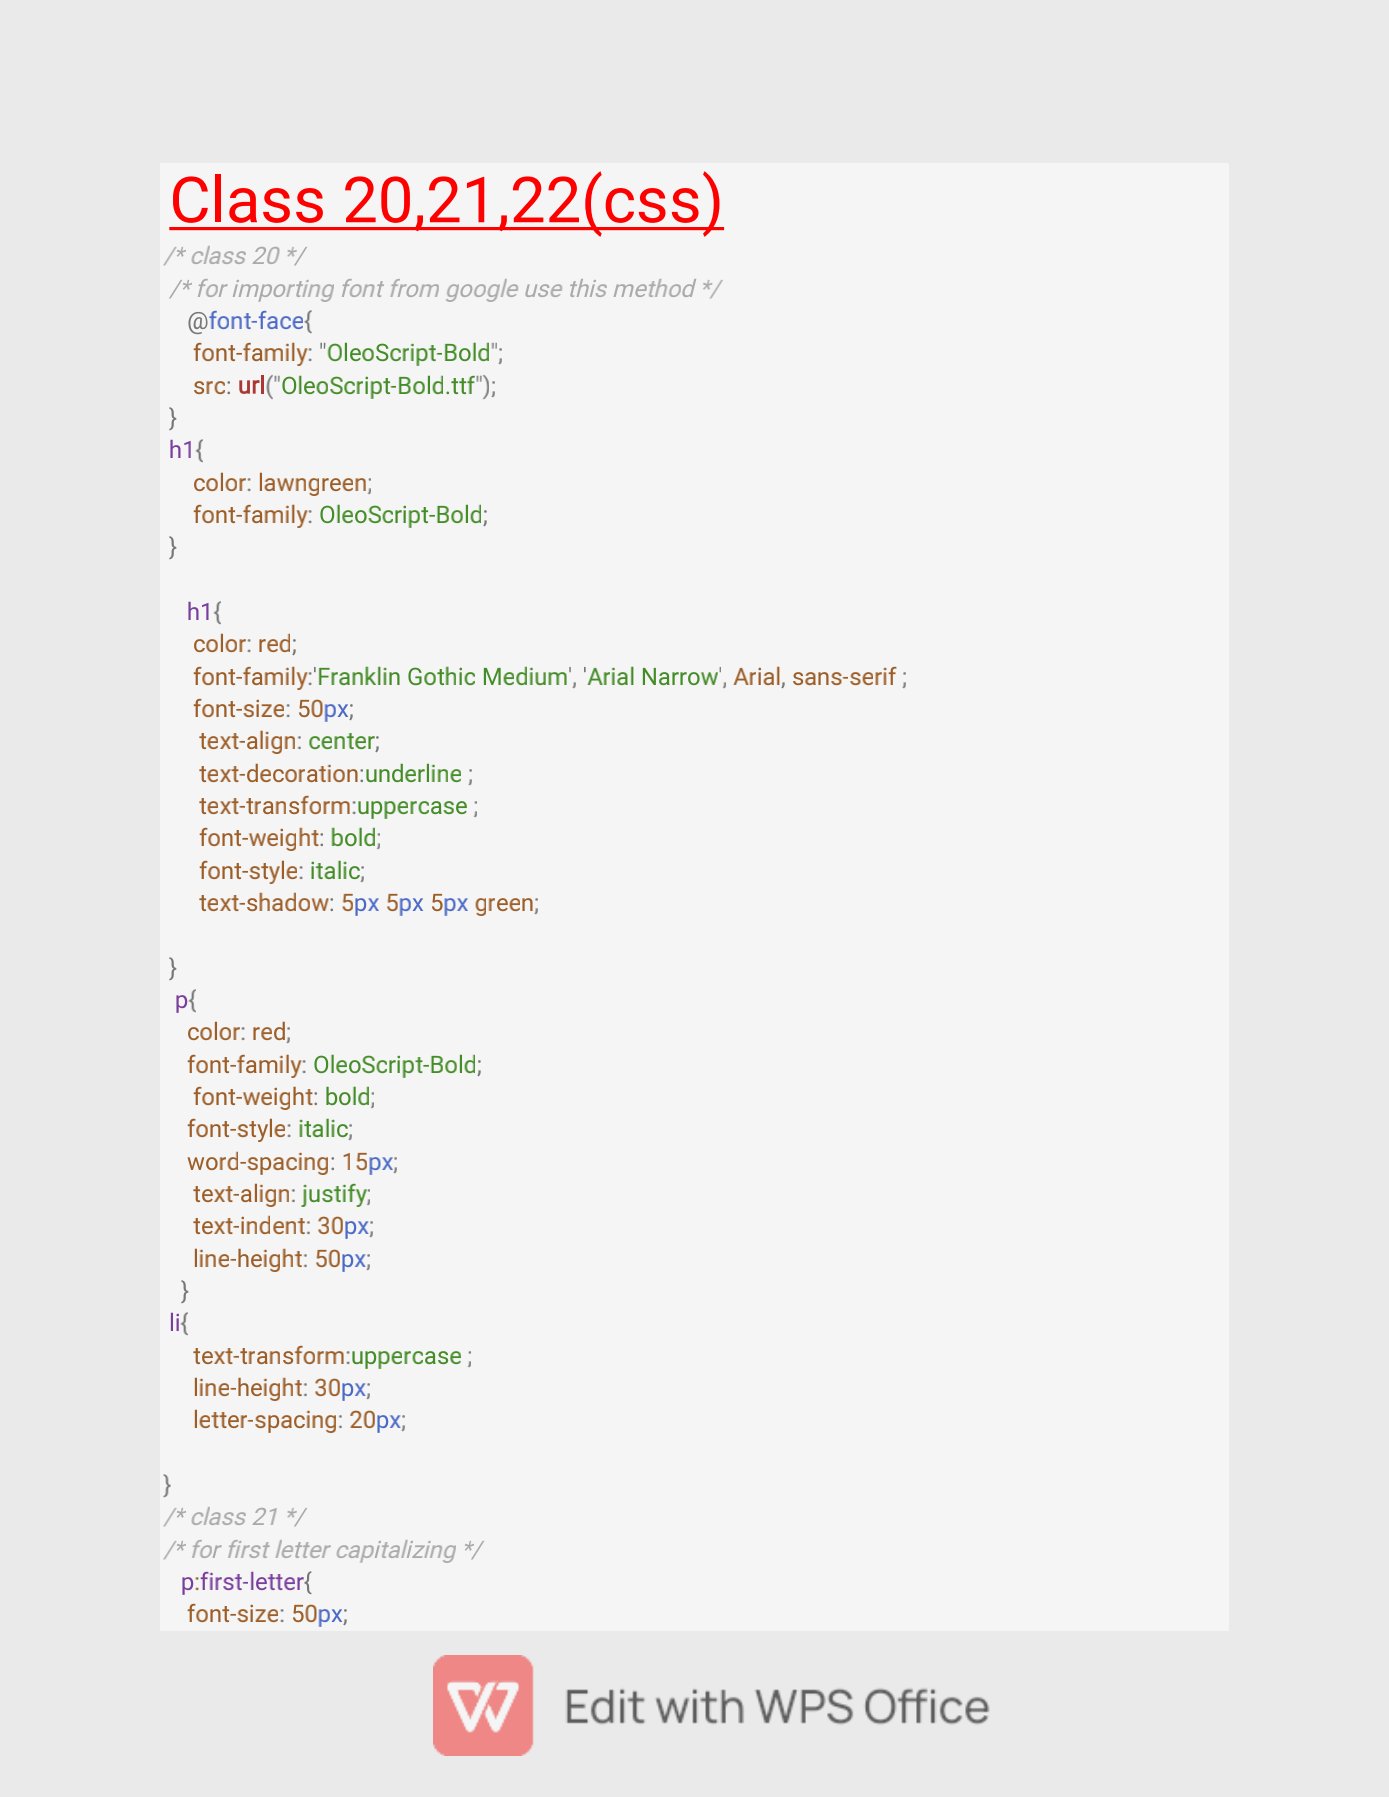 Class 20,21,22(css)
/* class 20 */
/* for importing font from google use this method */
@font-face{
font-family: "OleoScript-Bold";
src: url("OleoScript-Bold.ttf");
}
h1{
color: lawngreen;
font-family: OleoScript-Bold;
}
h1{
color: red;
font-family:'Franklin Gothic Medium', 'Arial Narrow', Arial, sans-serif ;
font-size: 50px;
text-align: center;
text-decoration:underline ;
text-transform:uppercase ;
font-weight: bold;
font-style: italic;
text-shadow: 5px 5px 5px green;
}
p{
color: red;
font-family: OleoScript-Bold;
font-weight: bold;
font-style: italic;
word-spacing: 15px;
text-align: justify;
text-indent: 30px;
line-height: 50px;
}
li{
text-transform:uppercase ;
line-height: 30px;
letter-spacing: 20px;
}
/* class 21 */
/* for first letter capitalizing */
p:first-letter{
font-size: 50px;
Edit with WPS Office